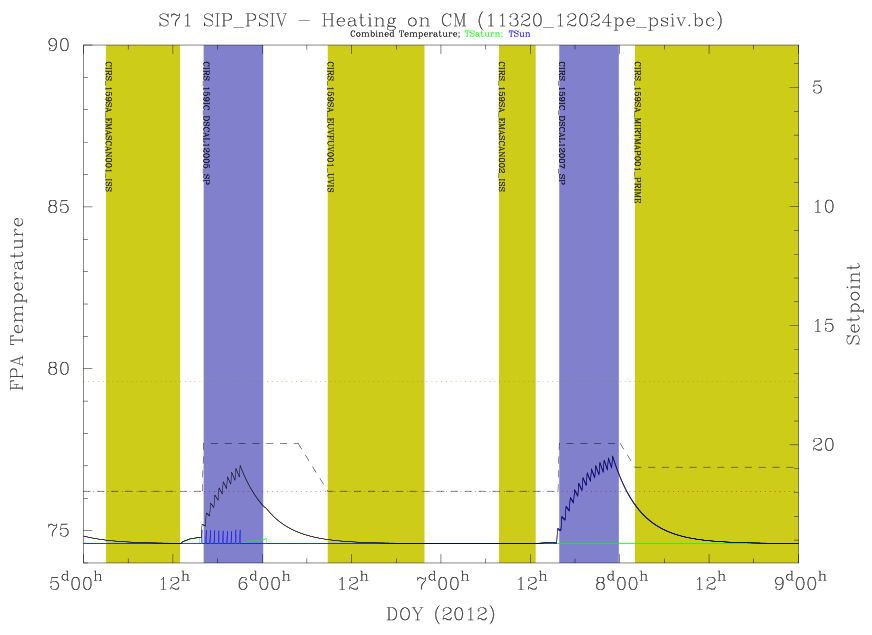 S71 SIP_PSIV − Heating on CM (11320_12024pe_psiv.bc)
Combined Temperature; TSaturn; TSun
90
85
80
75
FPA Temperature
CIRS_159SA_EMASCAN001_ISS
CIRS_159IC_DSCAL12005_SP
CIRS_159SA_EUVFUV001_UVIS
CIRS_159SA_EMASCAN002_ISS
CIRS_159IC_DSCAL12007_SP
CIRS_159SA_MIRTMAP001_PRIME
5
10
15
20
Setpoint
5d00h 12h 6d00h 12h 7d00h 12h 8d00h 12h 9d00h
DOY (2012)